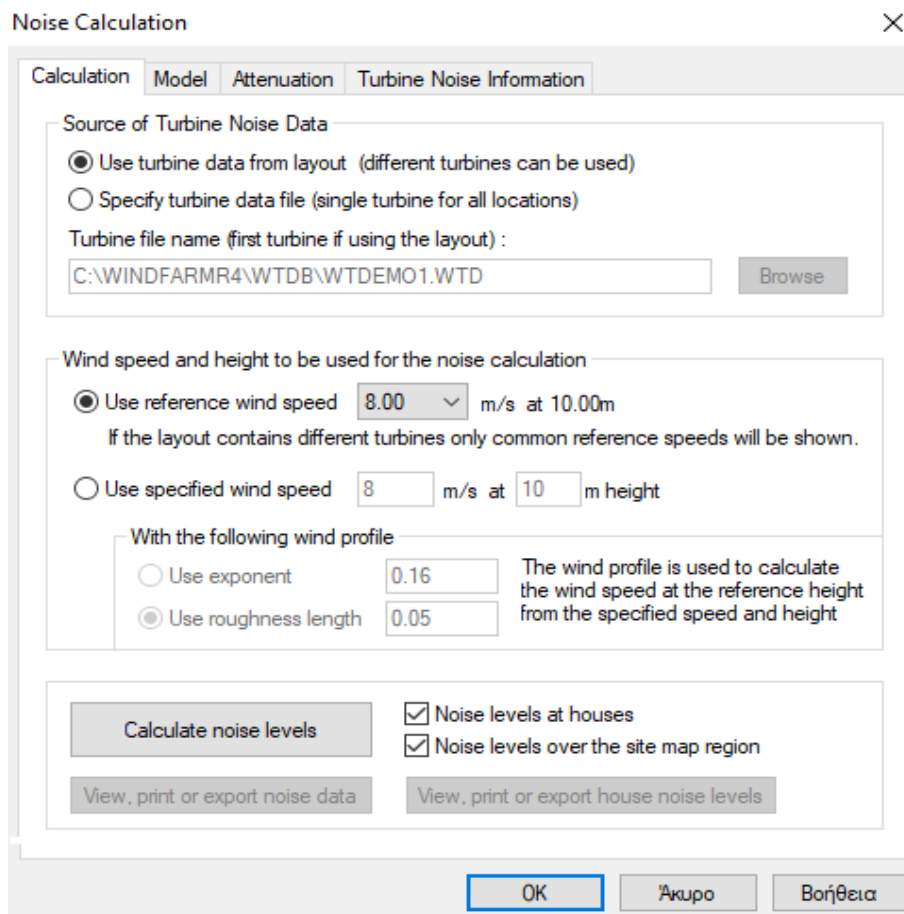 Noise Calculation
Calculation Model Attenuation Turbine Noise Information
Source of Turbine Noise Data
Use turbine data from layout (different turbines can be used)
Specify turbine data file (single turbine for all locations)
Turbine file name (first turbine if using the layout) :
C:\WINDFARMR4\WTDB\WTDEMO1.WTD Browse
Wind speed and height to be used for the noise calculation
Use reference wind speed 8.00 m/s at 10.00m
If the layout contains different turbines only common reference speeds will be shown.
Use specified wind speed 8 m/s at 10 m height
With the following wind profile
Use exponent 0.16 The wind profile is used to calculate
the wind speed at the reference height
Use roughness length 0.05 from the specified speed and height
Calculate noise levels Noise levels at houses
Noise levels over the site map region
View, print or export noise data View, print or export house noise levels
OK Άκυρο Βοήθεια